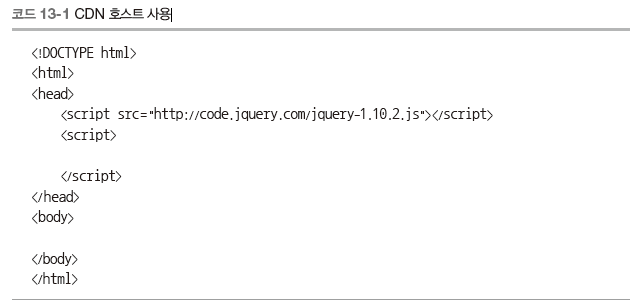 코드 13-1 CDN 호스트 사용
<!DOCTYPE html>
<html>
<head>
    <script src="http://code.jquery.com/jquery-1.10.2.js"></script>
    <script>
    </script>
</head>
<body>
</body>
</html>